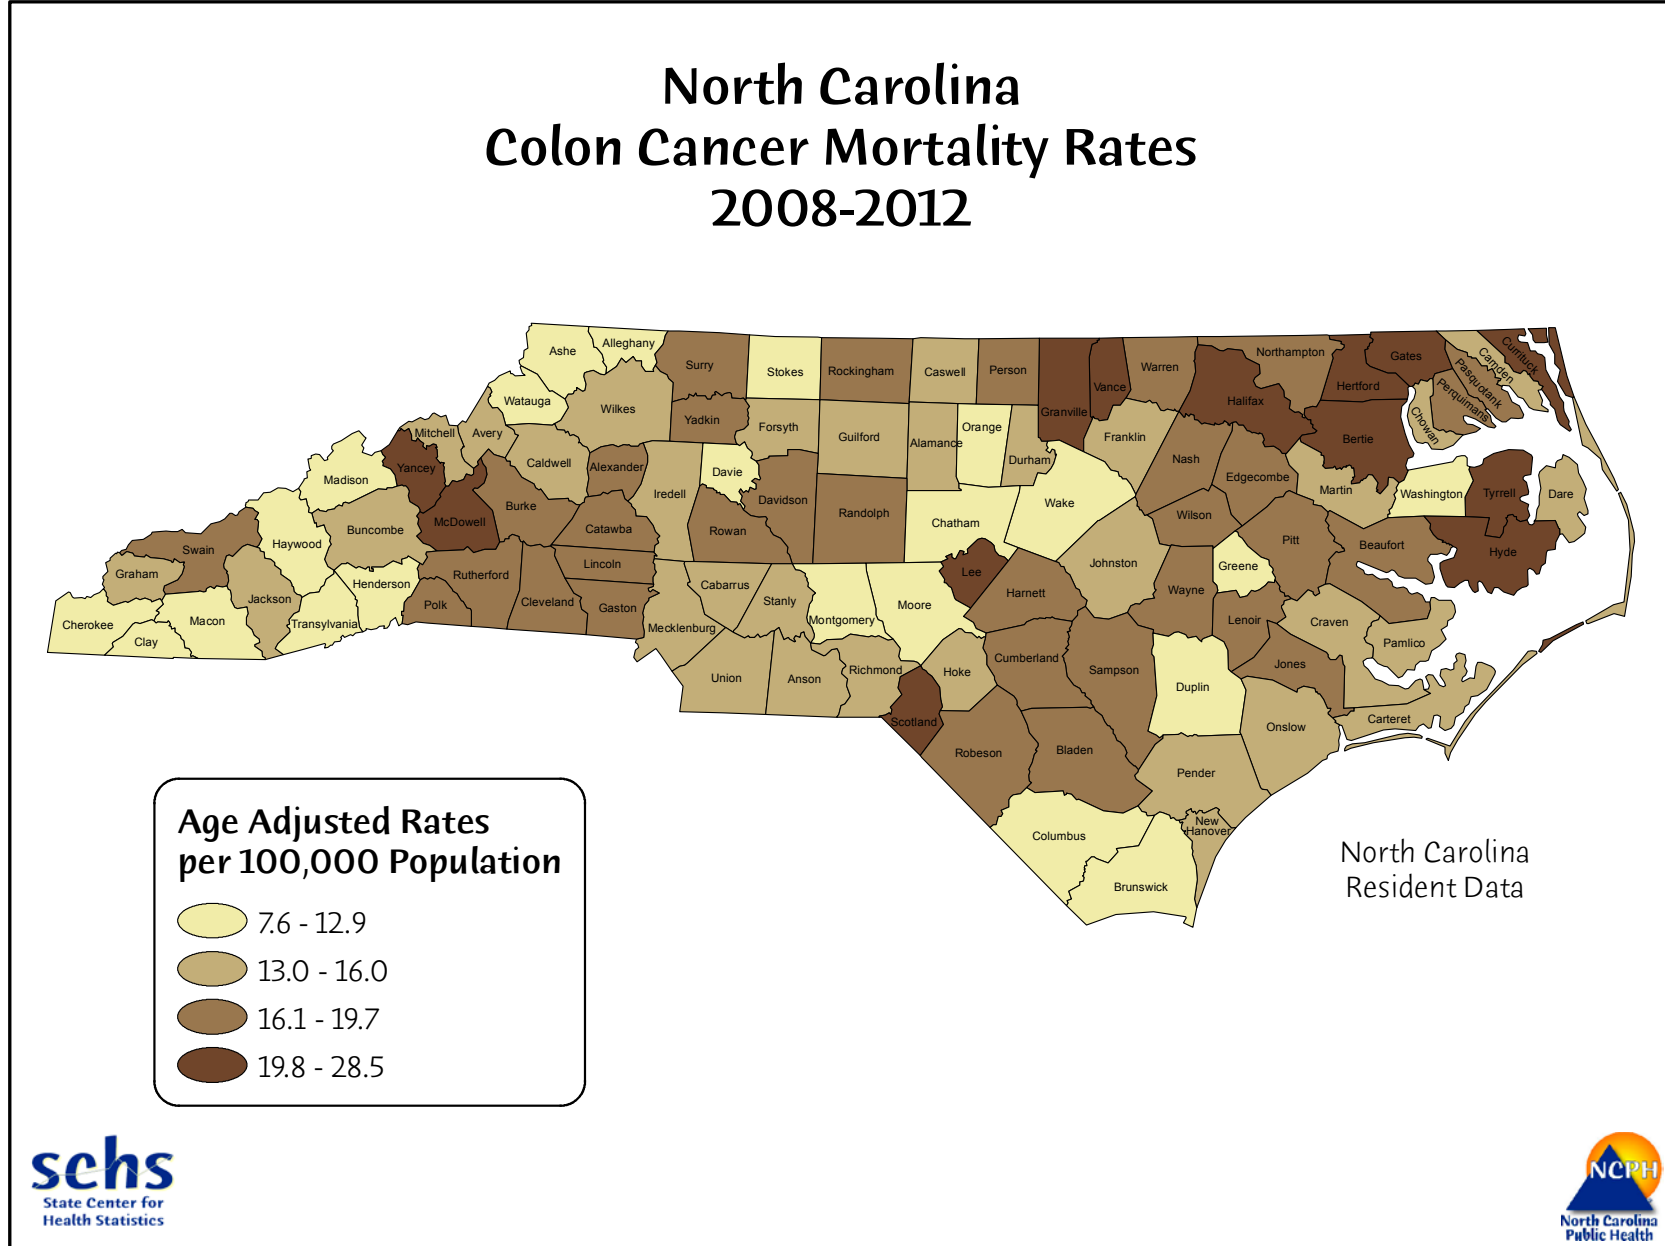 North Carolina
Colon Cancer Mortality Rates
2008-2012
Ashe
Alleghany
Surry
Stokes
Rockingham
Caswell
Person
Granville
Vance
Warren
Northampton
Gates
Hertford
Camden
Currituck
Pasquotank
Perquimans
Chowan
Halifax
Bertie
Watauga
Wilkes
Yadkin
Forsyth
Guilford
Alamance
Orange
Durham
Franklin
Nash
Edgecombe
Martin
Washington
Tyrrell
Dare
Mitchell
Avery
Yancey
Caldwell
Alexander
Iredell
Davie
Davidson
Randolph
Chatham
Wake
Wilson
Madison
Buncombe
McDowell
Burke
Catawba
Rowan
Johnston
Pitt
Beaufort
Hyde
Swain
Haywood
Graham
Jackson
Henderson
Rutherford
Polk
Cleveland
Lincoln
Gaston
Cabarrus
Stanly
Montgomery
Moore
Lee
Harnett
Wayne
Greene
Lenoir
Craven
Pamlico
Cherokee
Clay
Macon
Transylvania
Mecklenburg
Union
Anson
Richmond
Hoke
Scotland
Cumberland
Sampson
Duplin
Jones
Onslow
Carteret
Robeson
Bladen
Pender
New
Hanover
Columbus
Brunswick
Age Adjusted Rates
per 100,000 Population
7.6 - 12.9
13.0 - 16.0
16.1 - 19.7
19.8 - 28.5
North Carolina
Resident Data
schs
State Center for
Health Statistics
NCPH
North Carolina
Public Health